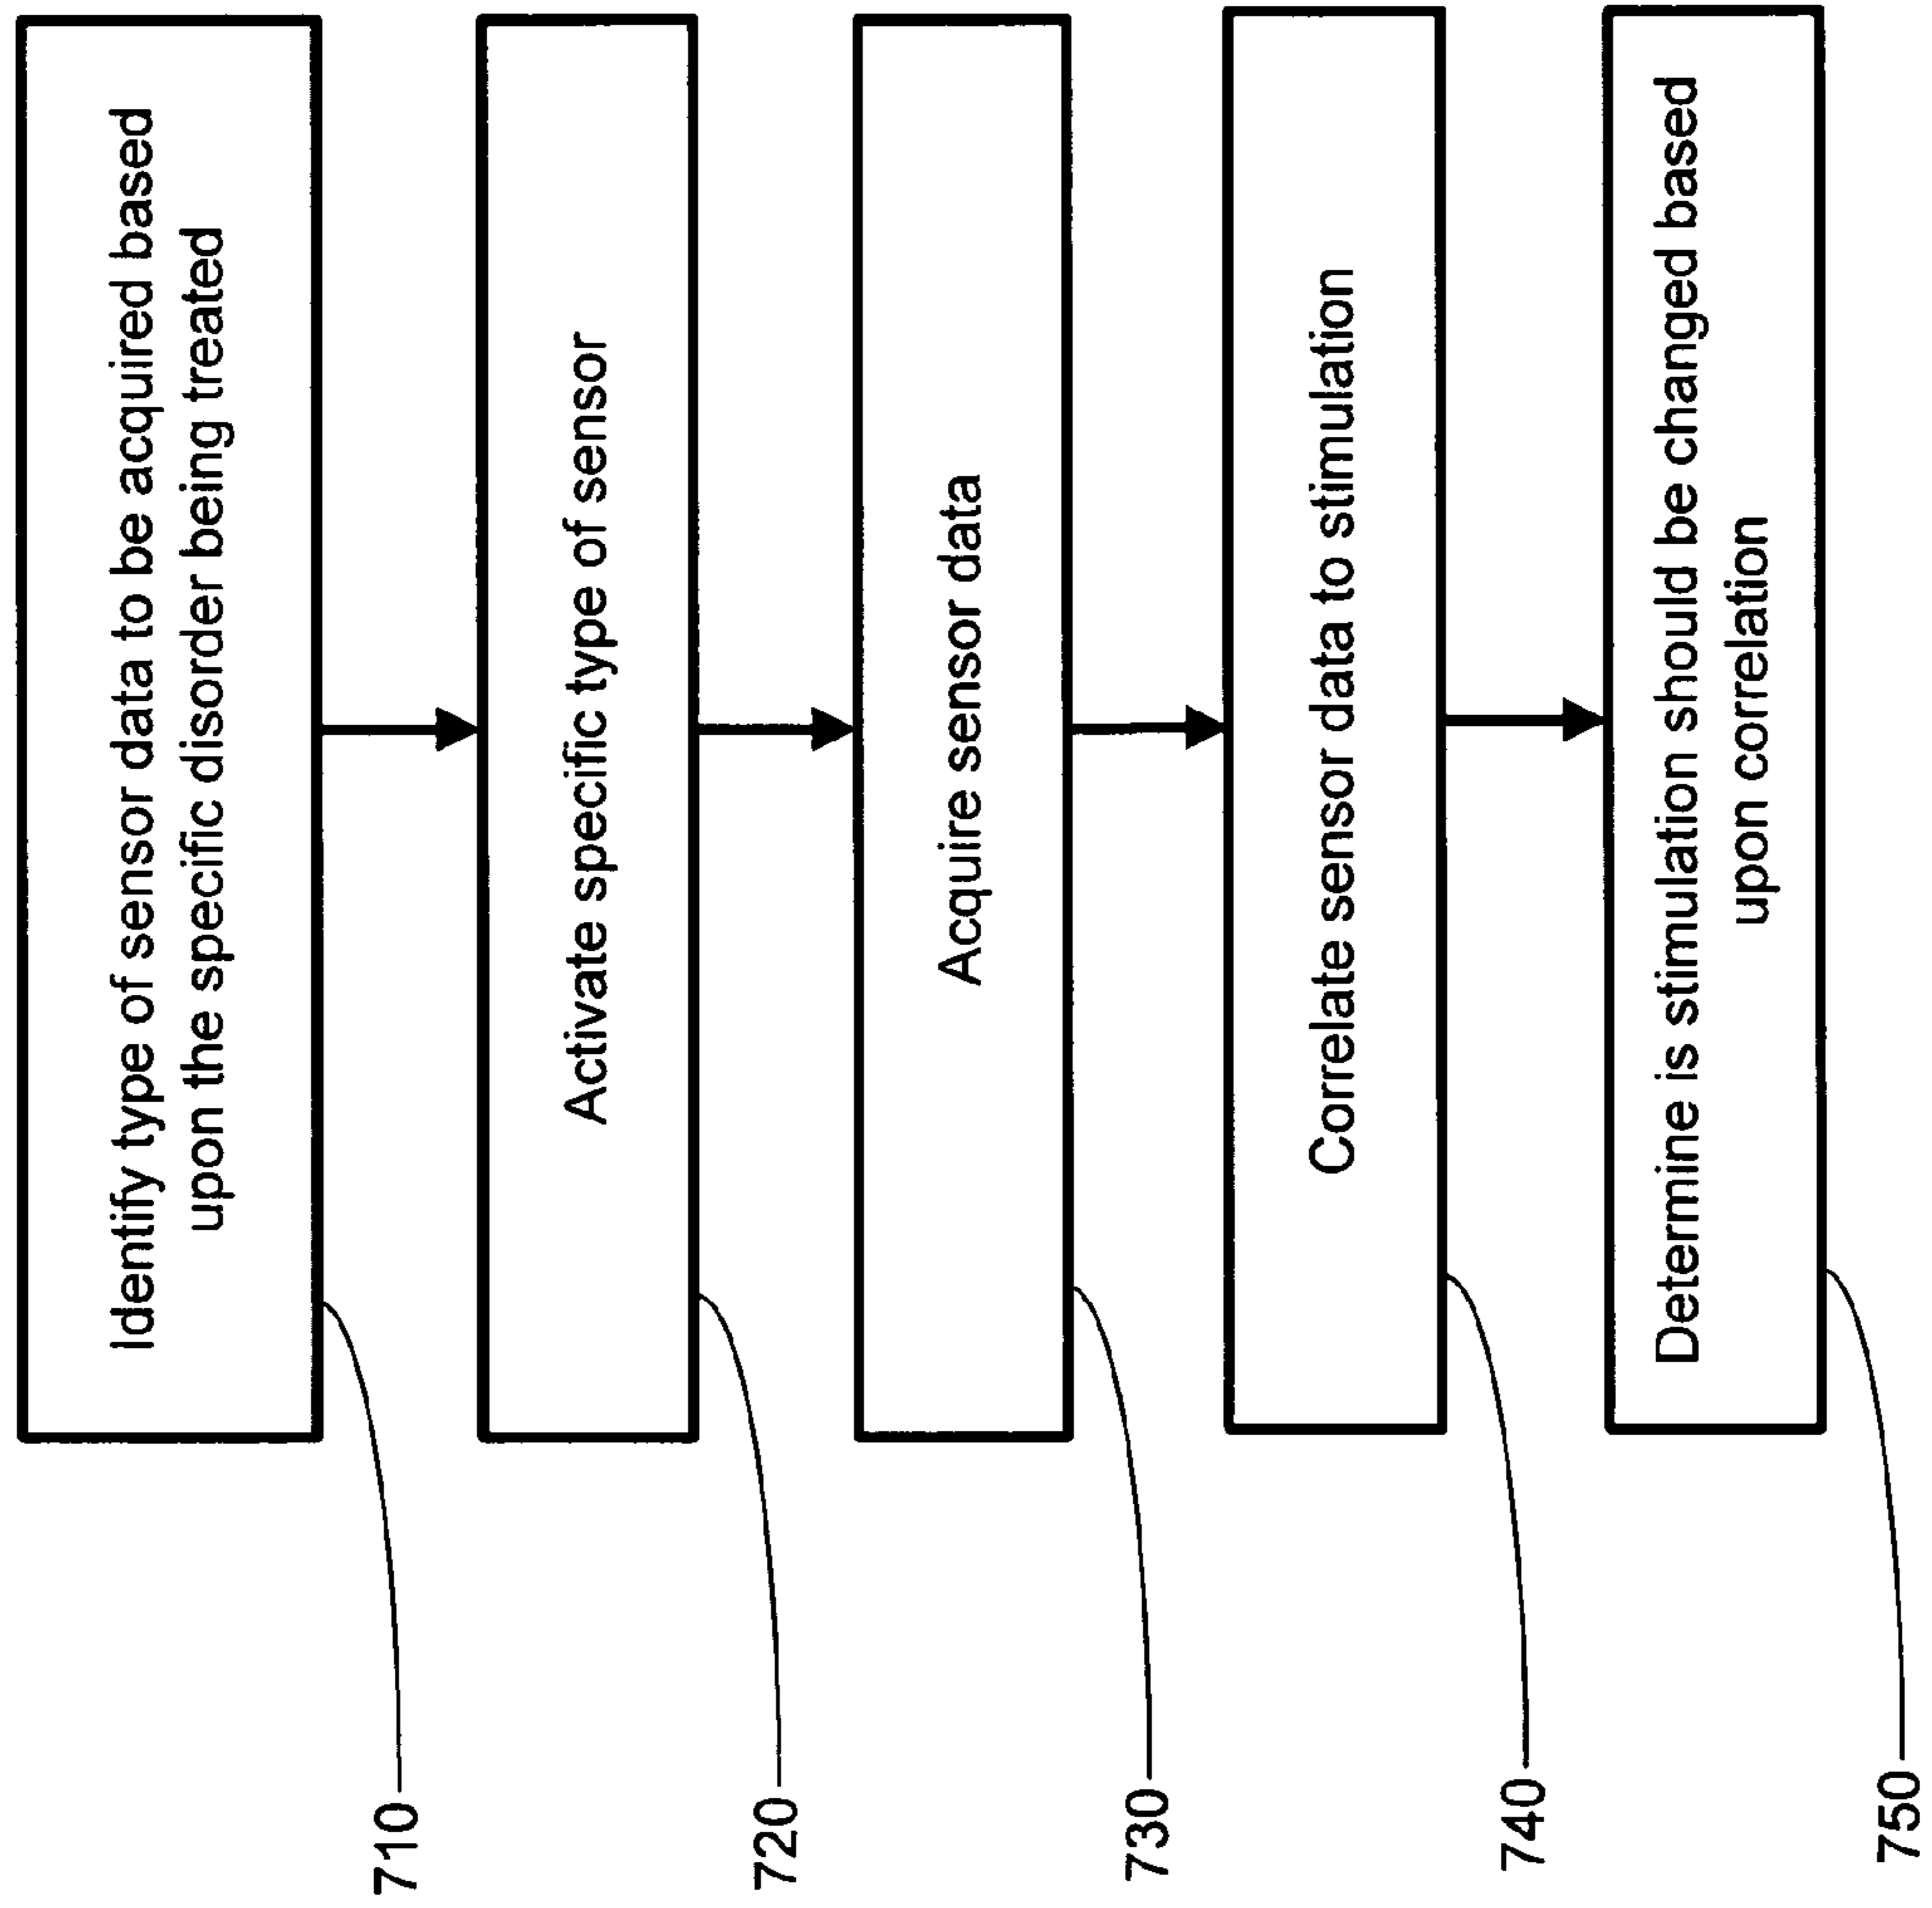 Identify type of sensor data to be acquired based
upon the specific disorder being treated
710
Activate specific type of sensor
720
Acquire sensor data
730
Correlate sensor data to stimulation
740
Determine is stimulation should be changed based
upon correlation
750